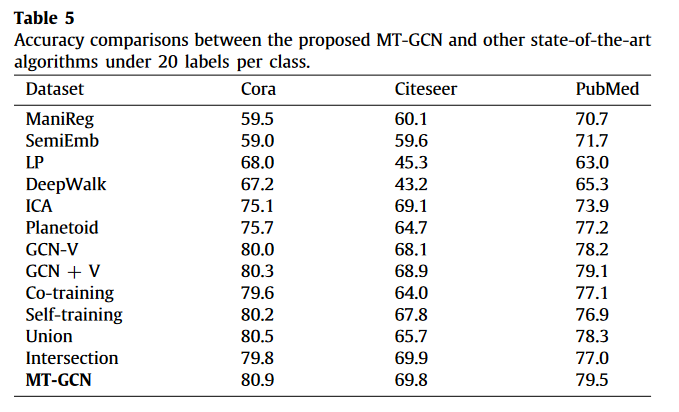 Table 5
Accuracy comparisons between the proposed MT-GCN and other state-of-the-art
algorithms under 20 labels per class.
Dataset Cora Citeseer PubMed
ManiReg 59.5 60.1 70.7
SemiEmb 59.0 59.6 71.7
LP 68.0 45.3 63.0
DeepWalk 67.2 43.2 65.3
ICA 75.1 69.1 73.9
Planetoid 75.7 64.7 77.2
GCN-V 80.0 68.1 78.2
GCN + V 80.3 68.9 79.1
Co-training 79.6 64.0 77.1
Self-training 80.2 67.8 76.9
Union 80.5 65.7 78.3
Intersection 79.8 69.9 77.0
MT-GCN 80.9 69.8 79.5